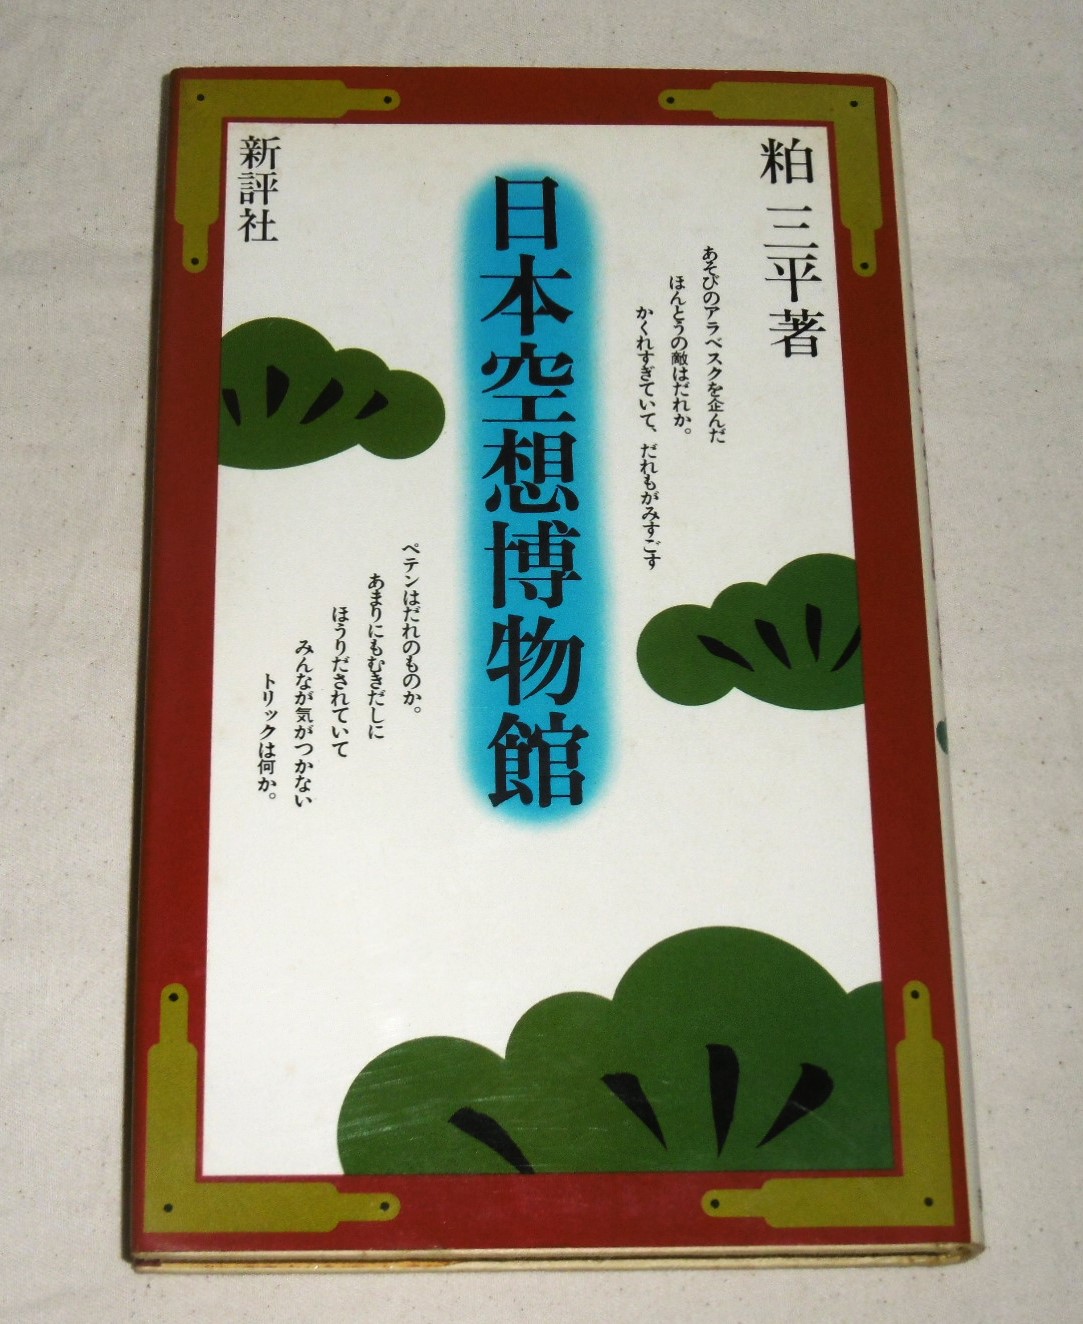 粕 三平著
あそびのアラベスクを企んだ
ほんとうの敵はだれか。
かくれすぎていて、だれもがみすごす
日本空想博物館
ペテンはだれのものか。
あまりにもむきだしに
ほうりだされていて
みんなが気がつかない
トリックは何か。
新評社